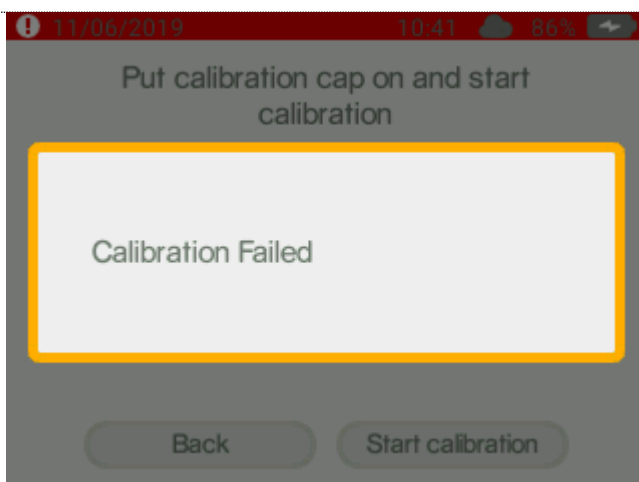 11/06/2019 10:41 86%
Put calibration cap on and start
calibration
Calibration Failed
Back Start calibration